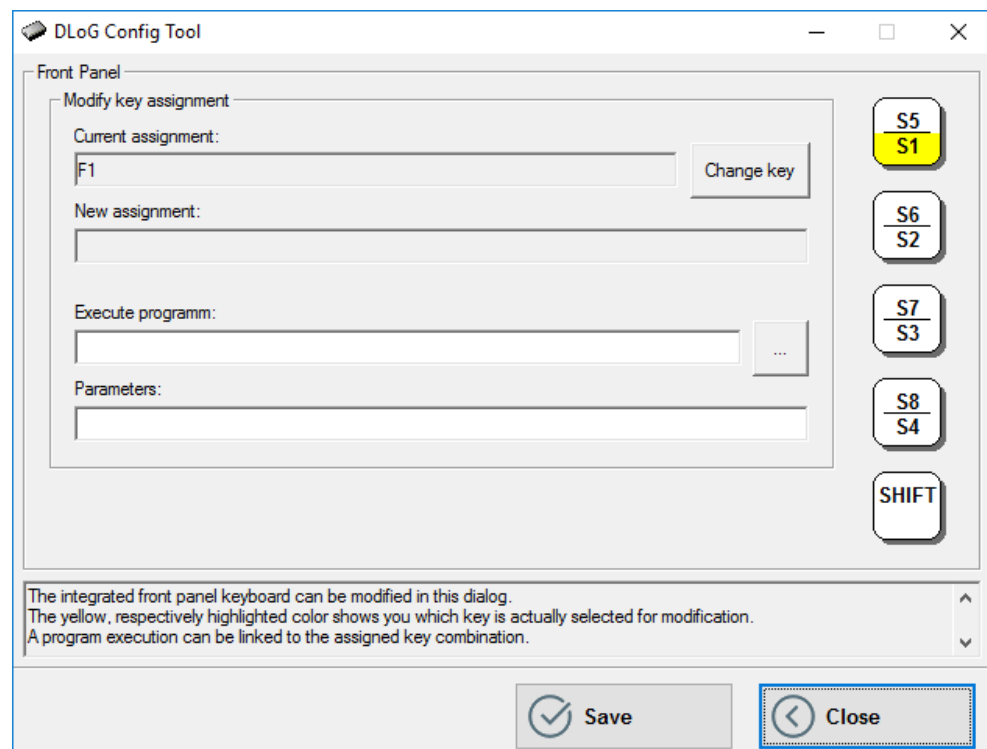 DLoG Config Tool
Front Panel
Modify key assignment
Current assignment:
F1
Change key
New assignment:
Execute programm:
...
Parameters:
S5
S1
S6
S2
S7
S3
S8
S4
SHIFT
The integrated front panel keyboard can be modified in this dialog.
The yellow, respectively highlighted color shows you which key is actually selected for modification.
A program execution can be linked to the assigned key combination.
Save
Close